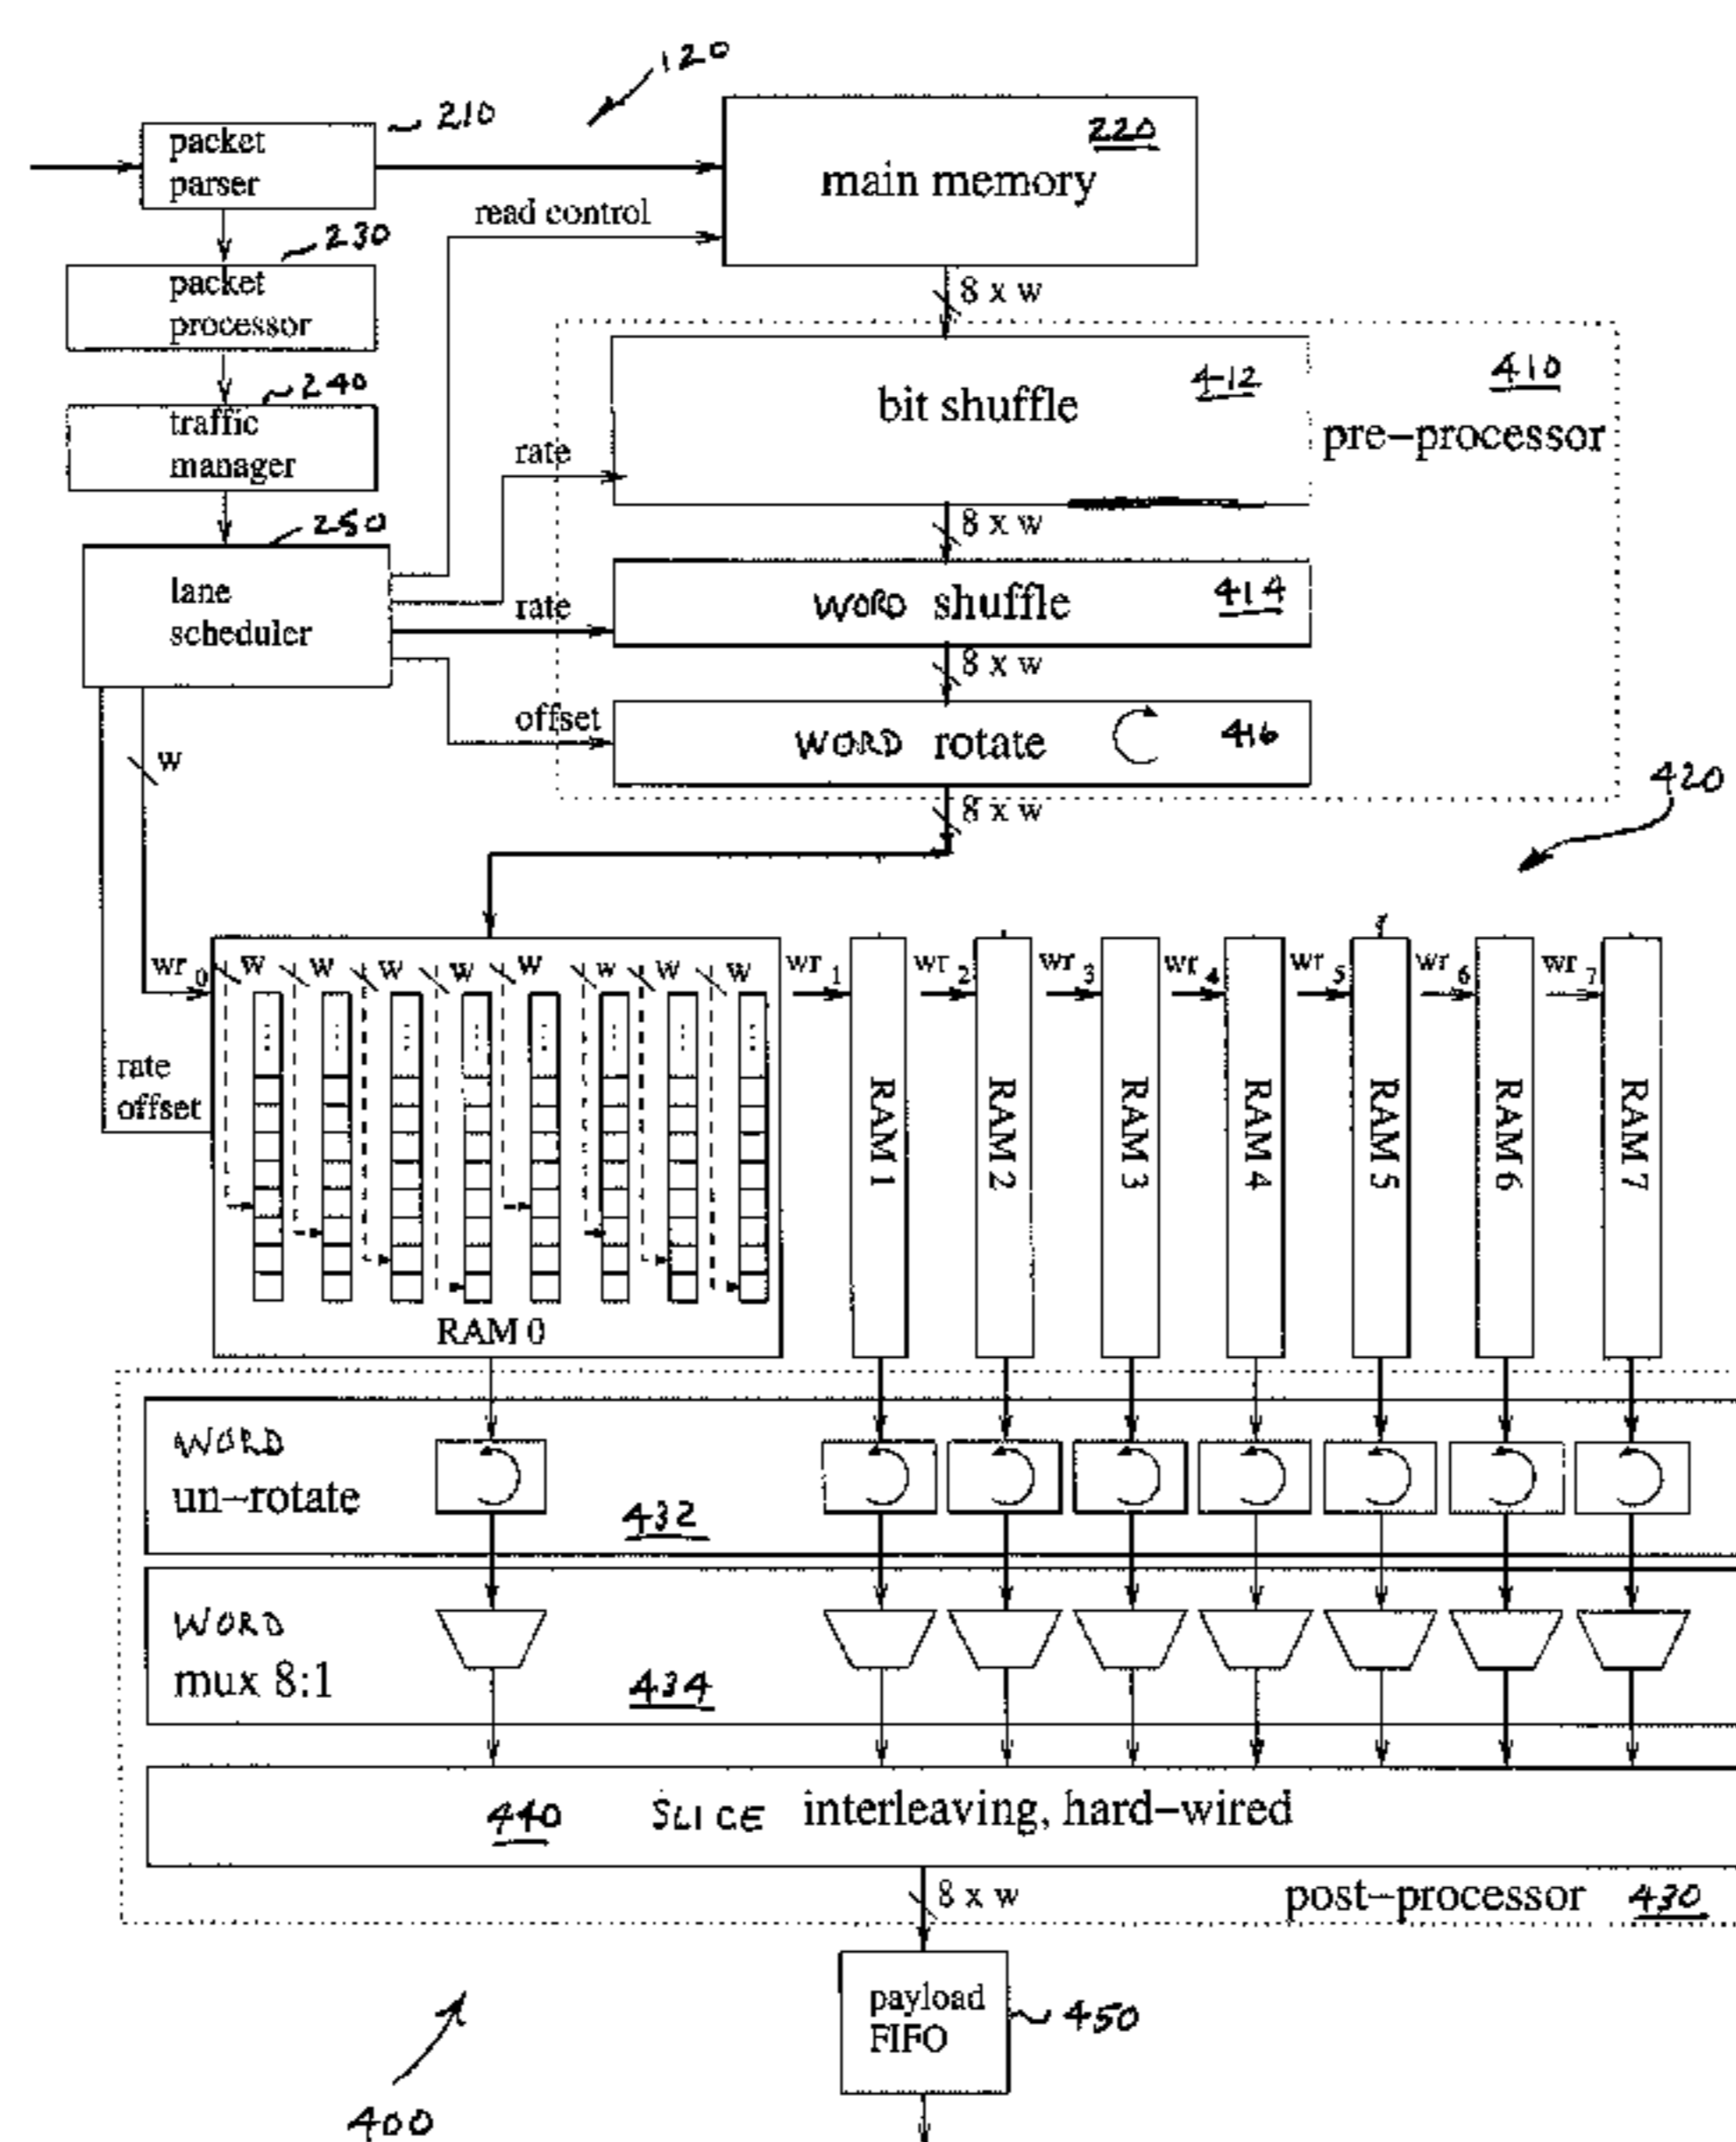 120
packet
parser
210
220
main memory
read control
230
packet
processor
8 x w
240
traffic
manager
412
bit shuffle
410
pre-processor
rate
250
8 x w
lane
scheduler
rate
WORD shuffle
414
8 x w
offset
WORD rotate
416
w
8 x w
420
wr 0
w
w
w
w
w
w
w
w
wr 1
wr 2
wr 3
wr 4
wr 5
wr 6
wr 7
rate
offset
RAM 0
RAM 1
RAM 2
RAM 3
RAM 4
RAM 5
RAM 6
RAM 7
WORD
un-rotate
432
WORD
mux 8:1
434
440
SLICE interleaving, hard-wired
8 x w
post-processor 430
payload
FIFO
450
400